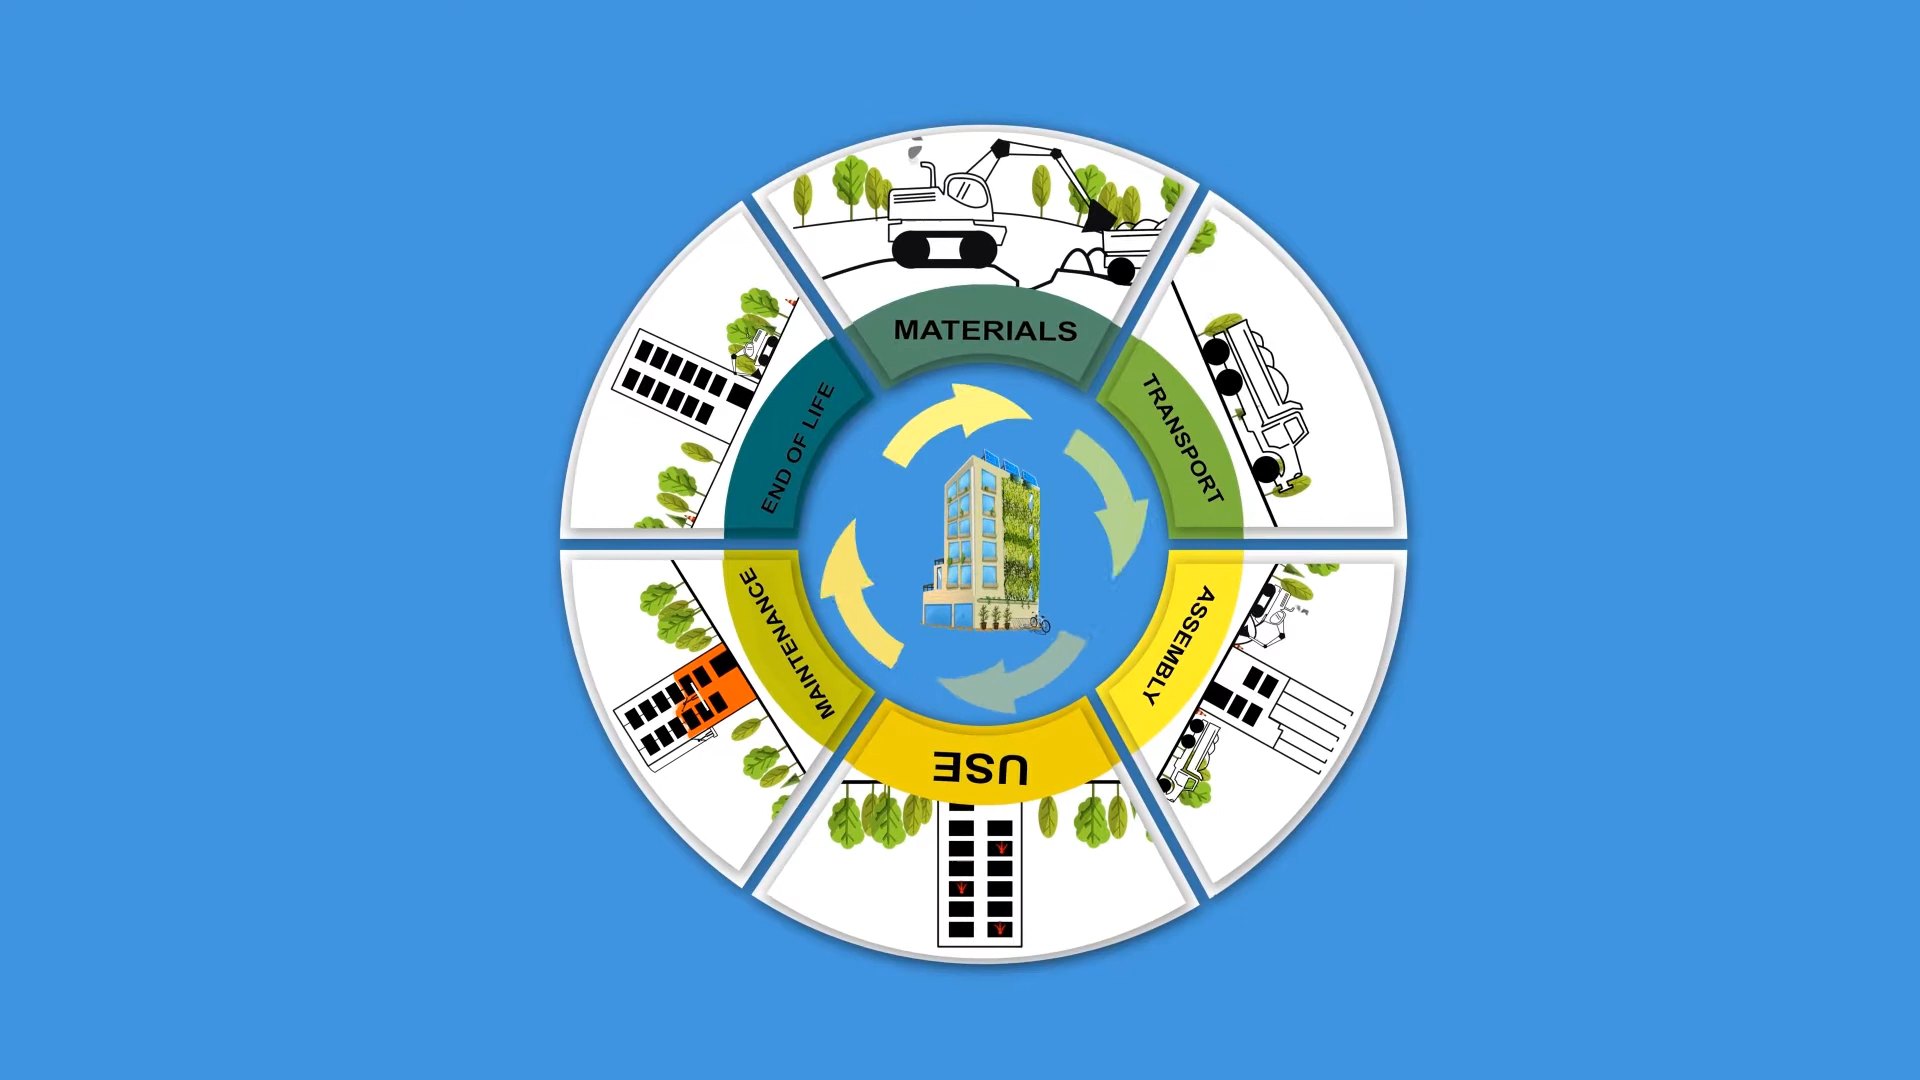 MATERIALS
TRANSPORT
ASSEMBLY
USE
MAINTENANCE
END OF LIFE